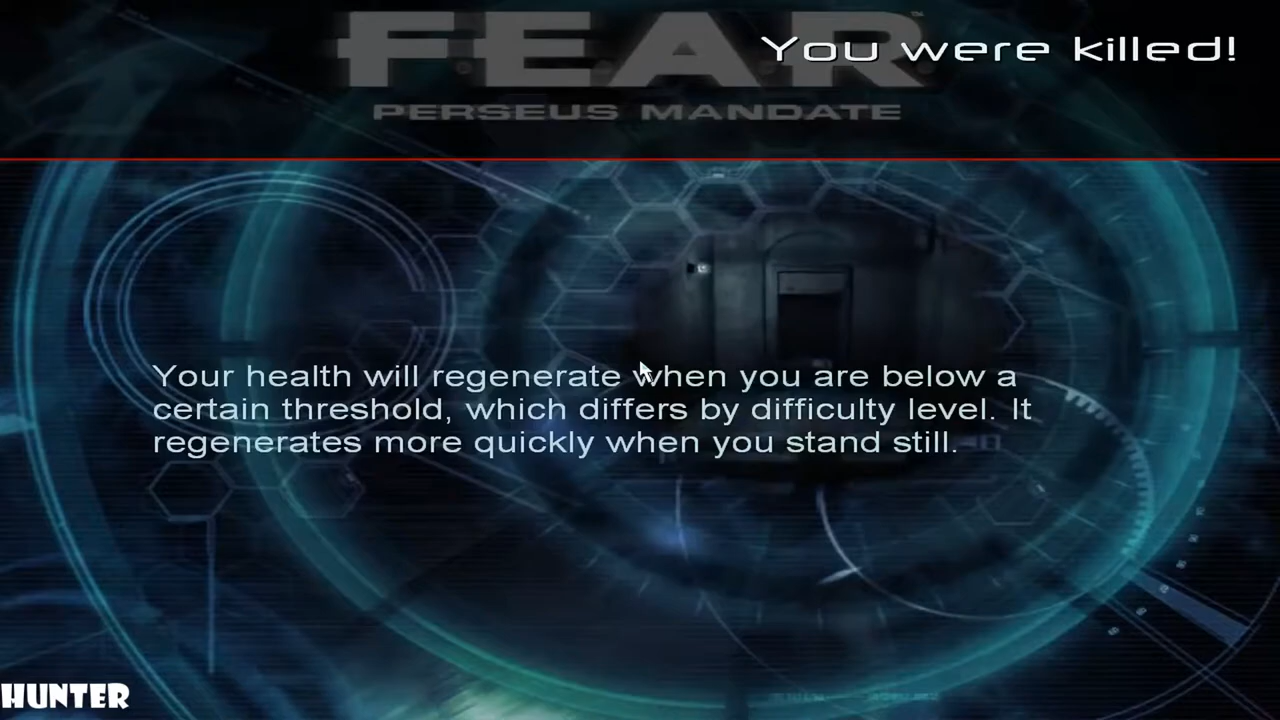 F.E.A.R.™
You were killed!
PERSEUS MANDATE
Your health will regenerate when you are below a
certain threshold, which differs by difficulty level. It
regenerates more quickly when you stand still.
HUNTER